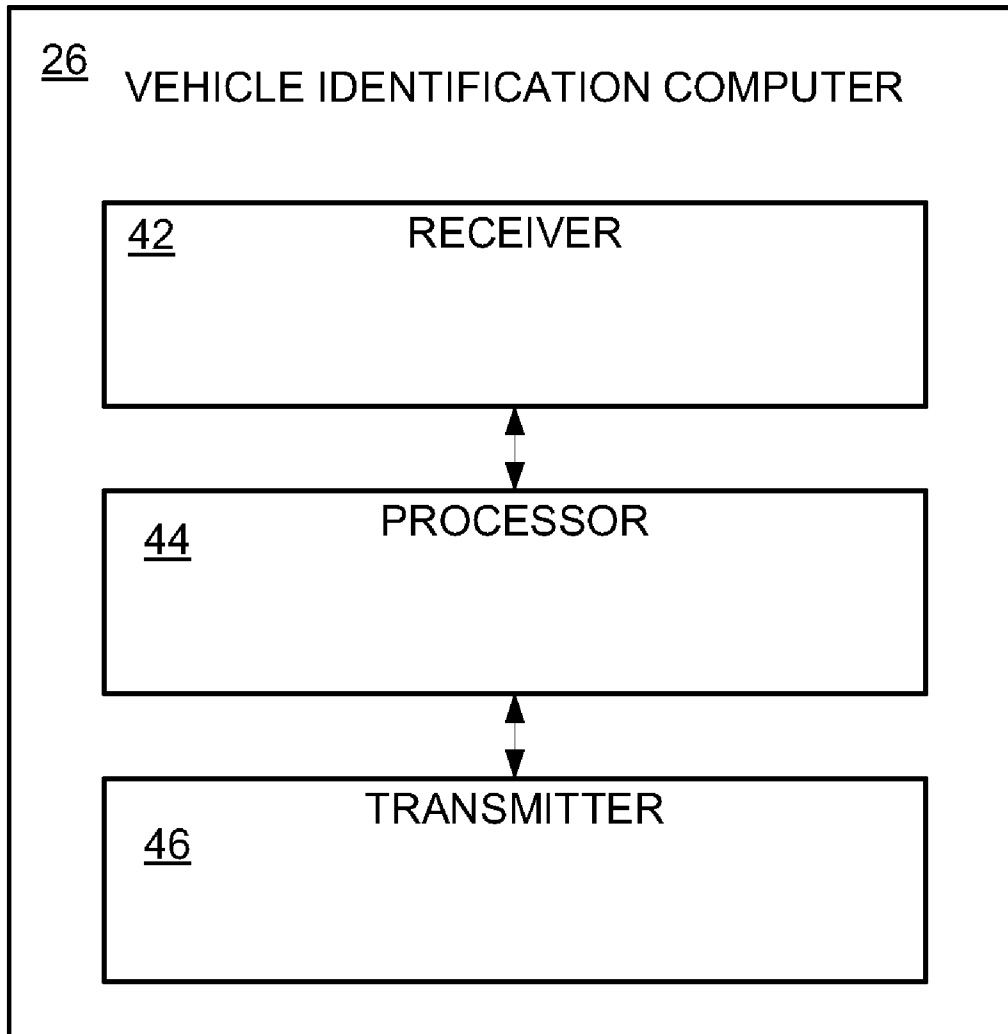 26
VEHICLE IDENTIFICATION COMPUTER
42
RECEIVER
PROCESSOR
44
TRANSMITTER
46